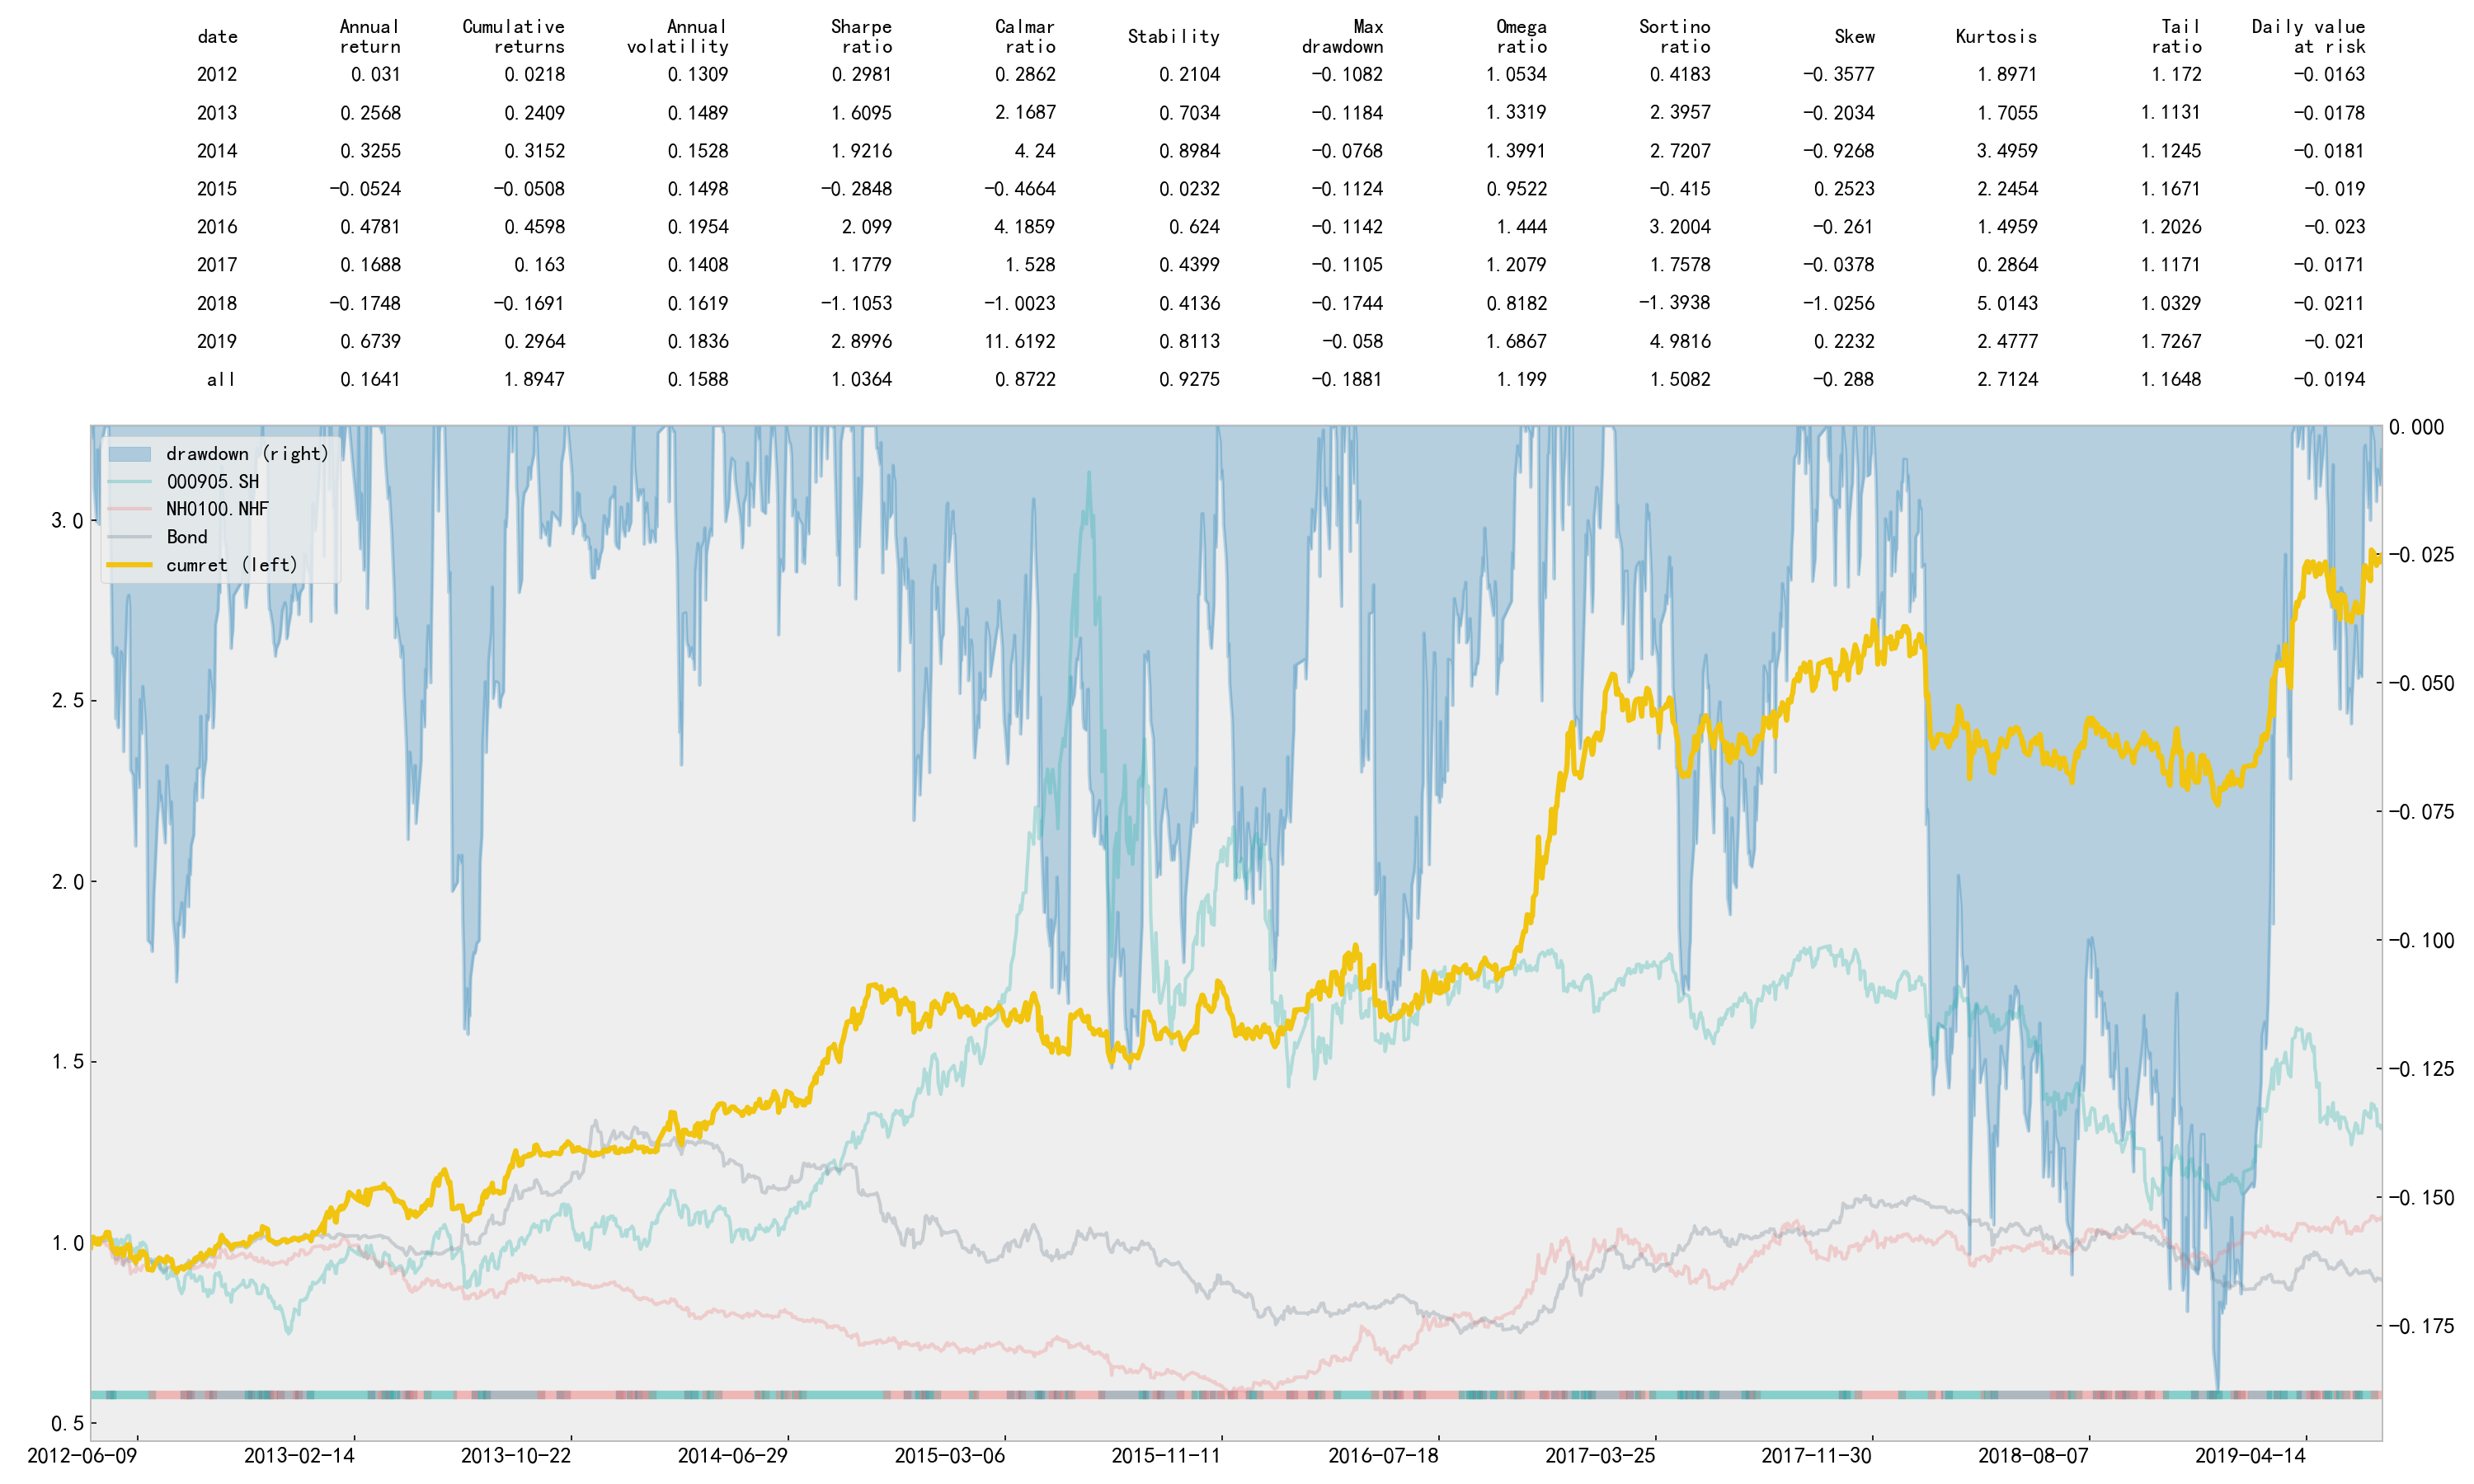 date Annual return Cumulative returns Annual volatility Sharpe ratio Calmar ratio Stability Max drawdown Omega ratio Sortino ratio Skew Kurtosis Tail ratio Daily value at risk
2012 0.031 0.0218 0.1309 0.2981 0.2862 0.2104 -0.1082 1.0534 0.4183 -0.3577 1.8971 1.172 -0.0163
2013 0.2568 0.2409 0.1489 1.6095 2.1687 0.7034 -0.1184 1.3319 2.3957 -0.2034 1.7055 1.1131 -0.0178
2014 0.3255 0.3152 0.1528 1.9216 4.24 0.8984 -0.0768 1.3991 2.7207 -0.9268 3.4959 1.1245 -0.0181
2015 -0.0524 -0.0508 0.1498 -0.2848 -0.4664 0.0232 -0.1124 0.9522 -0.415 0.2523 2.2454 1.1671 -0.019
2016 0.4781 0.4598 0.1954 2.099 4.1859 0.624 -0.1142 1.444 3.2004 -0.261 1.4959 1.2026 -0.023
2017 0.1688 0.163 0.1408 1.1779 1.528 0.4399 -0.1105 1.2079 1.7578 -0.0378 0.2864 1.1171 -0.0171
2018 -0.1748 -0.1691 0.1619 -1.1053 -1.0023 0.4136 -0.1744 0.8182 -1.3938 -1.0256 5.0143 1.0329 -0.0211
2019 0.6739 0.2964 0.1836 2.8996 11.6192 0.8113 -0.058 1.6867 4.9816 0.2232 2.4777 1.7267 -0.021
all 0.1641 1.8947 0.1588 1.0364 0.8722 0.9275 -0.1881 1.199 1.5082 -0.288 2.7124 1.1648 -0.0194
drawdown (right)
000905.SH
NH0100.NHF
Bond
cumret (left)
3.0
2.5
2.0
1.5
1.0
0.5
0.000
-0.025
-0.050
-0.075
-0.100
-0.125
-0.150
-0.175
2012-06-09 2013-02-14 2013-10-22 2014-06-29 2015-03-06 2015-11-11 2016-07-18 2017-03-25 2017-11-30 2018-08-07 2019-04-14